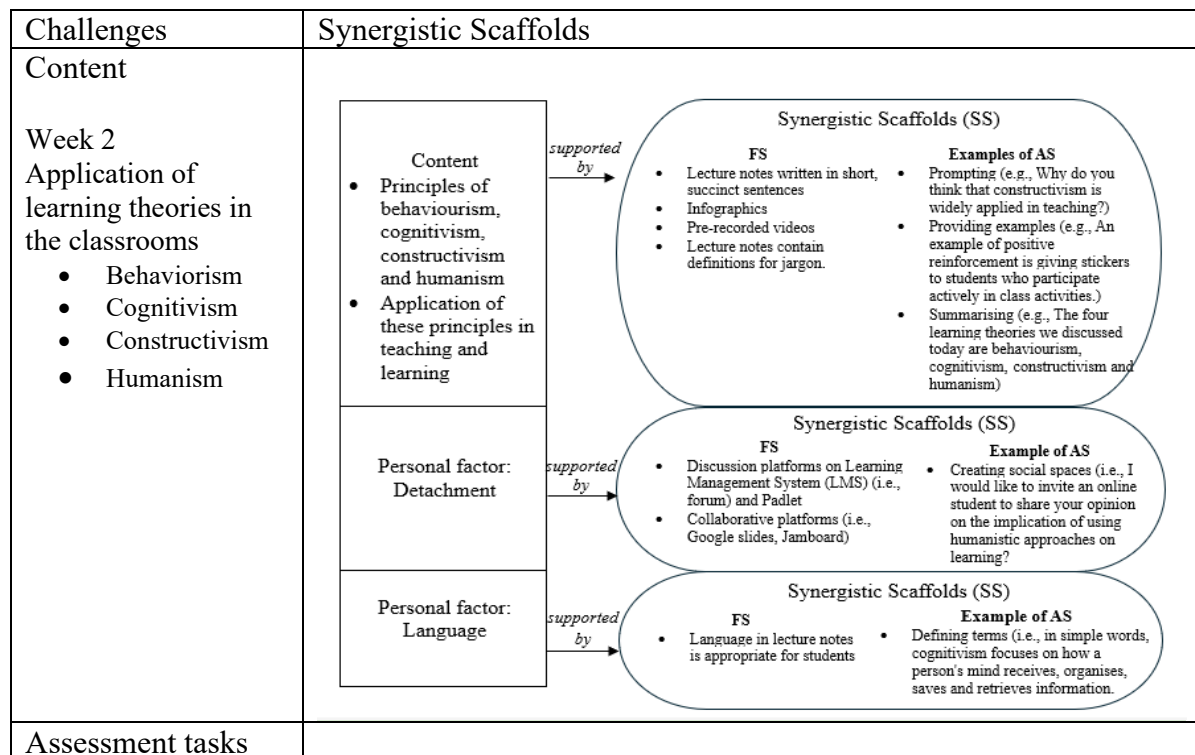 Challenges
Synergistic Scaffolds
Content
Week 2
Application of
learning theories in
the classrooms
• Behaviorism
• Cognitivism
• Constructivism
• Humanism
Content
• Principles of
behaviourism,
cognitivism,
constructivism
and humanism
• Application of
these principles in
teaching and
learning
supported
by
Synergistic Scaffolds (SS)
FS
• Lecture notes written in short,
succinct sentences
• Infographics
• Pre-recorded videos
• Lecture notes contain
definitions for jargon.
Examples of AS
• Prompting (e.g., Why do you
think that constructivism is
widely applied in teaching?)
• Providing examples (e.g., An
example of positive
reinforcement is giving stickers
to students who participate
actively in class activities.)
• Summarising (e.g., The four
learning theories we discussed
today are behaviourism,
cognitivism, constructivism and
humanism)
Personal factor:
Detachment
supported
by
Synergistic Scaffolds (SS)
FS
• Discussion platforms on Learning
Management System (LMS) (i.e.,
forum) and Padlet
• Collaborative platforms (i.e.,
Google slides, Jamboard)
Example of AS
• Creating social spaces (i.e., I
would like to invite an online
student to share your opinion
on the implication of using
humanistic approaches on
learning?
Personal factor:
Language
supported
by
Synergistic Scaffolds (SS)
FS
• Language in lecture notes
is appropriate for students
Example of AS
• Defining terms (i.e., in simple words,
cognitivism focuses on how a
person's mind receives, organises,
saves and retrieves information.
Assessment tasks